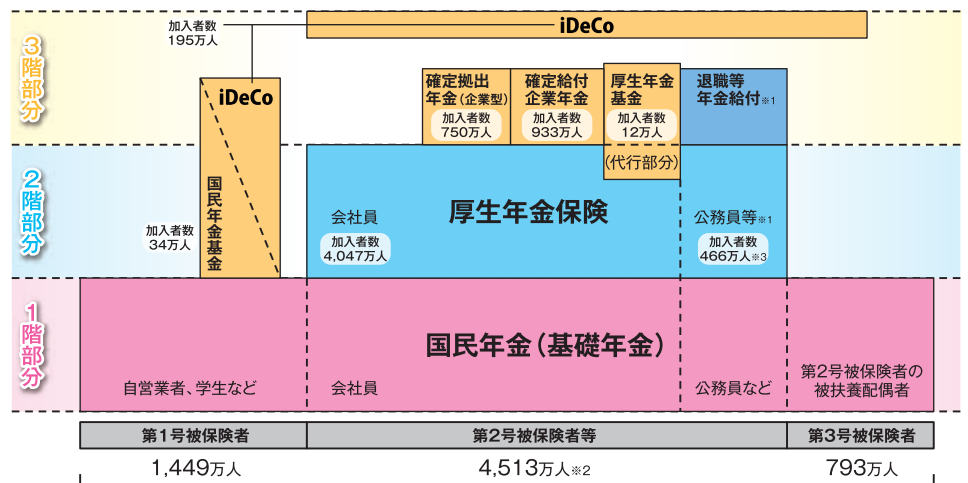 3階部分
加入者数
195万人
iDeCo
iDeCo
確定拠出
年金(企業型)
加入者数
750万人
確定給付
企業年金
加入者数
933万人
厚生年金
基金
加入者数
12万人
(代行部分)
退職等
年金給付※1
2階部分
国民年金基金
加入者数
34万人
会社員
加入者数
4,047万人
厚生年金保険
公務員等※1
加入者数
466万人※3
1階部分
国民年金(基礎年金)
自営業者、学生など
会社員
公務員など
第2号被保険者の
被扶養配偶者
第1号被保険者
第2号被保険者等
第3号被保険者
1,449万人
4,513万人※2
793万人